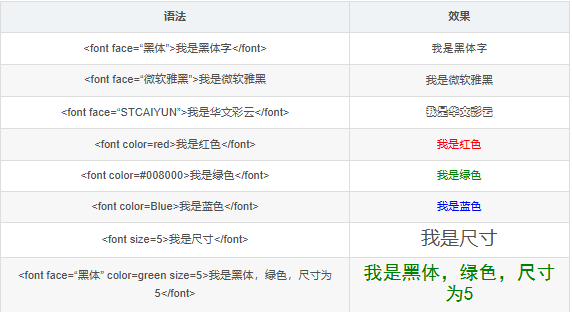 语法 效果
<font face=“黑体”>我是黑体字</font> 我是黑体字
<font face=“微软雅黑”>我是微软雅黑 我是微软雅黑
<font face=“STCAIYUN”>我是华文彩云</font> 我是华文彩云
<font color=red>我是红色</font> 我是红色
<font color=#008000>我是绿色</font> 我是绿色
<font color=Blue>我是蓝色</font> 我是蓝色
<font size=5>我是尺寸</font> 我是尺寸
<font face=“黑体” color=green size=5>我是黑体，绿色，尺寸为
5</font>
我是黑体，绿色，尺寸
为5